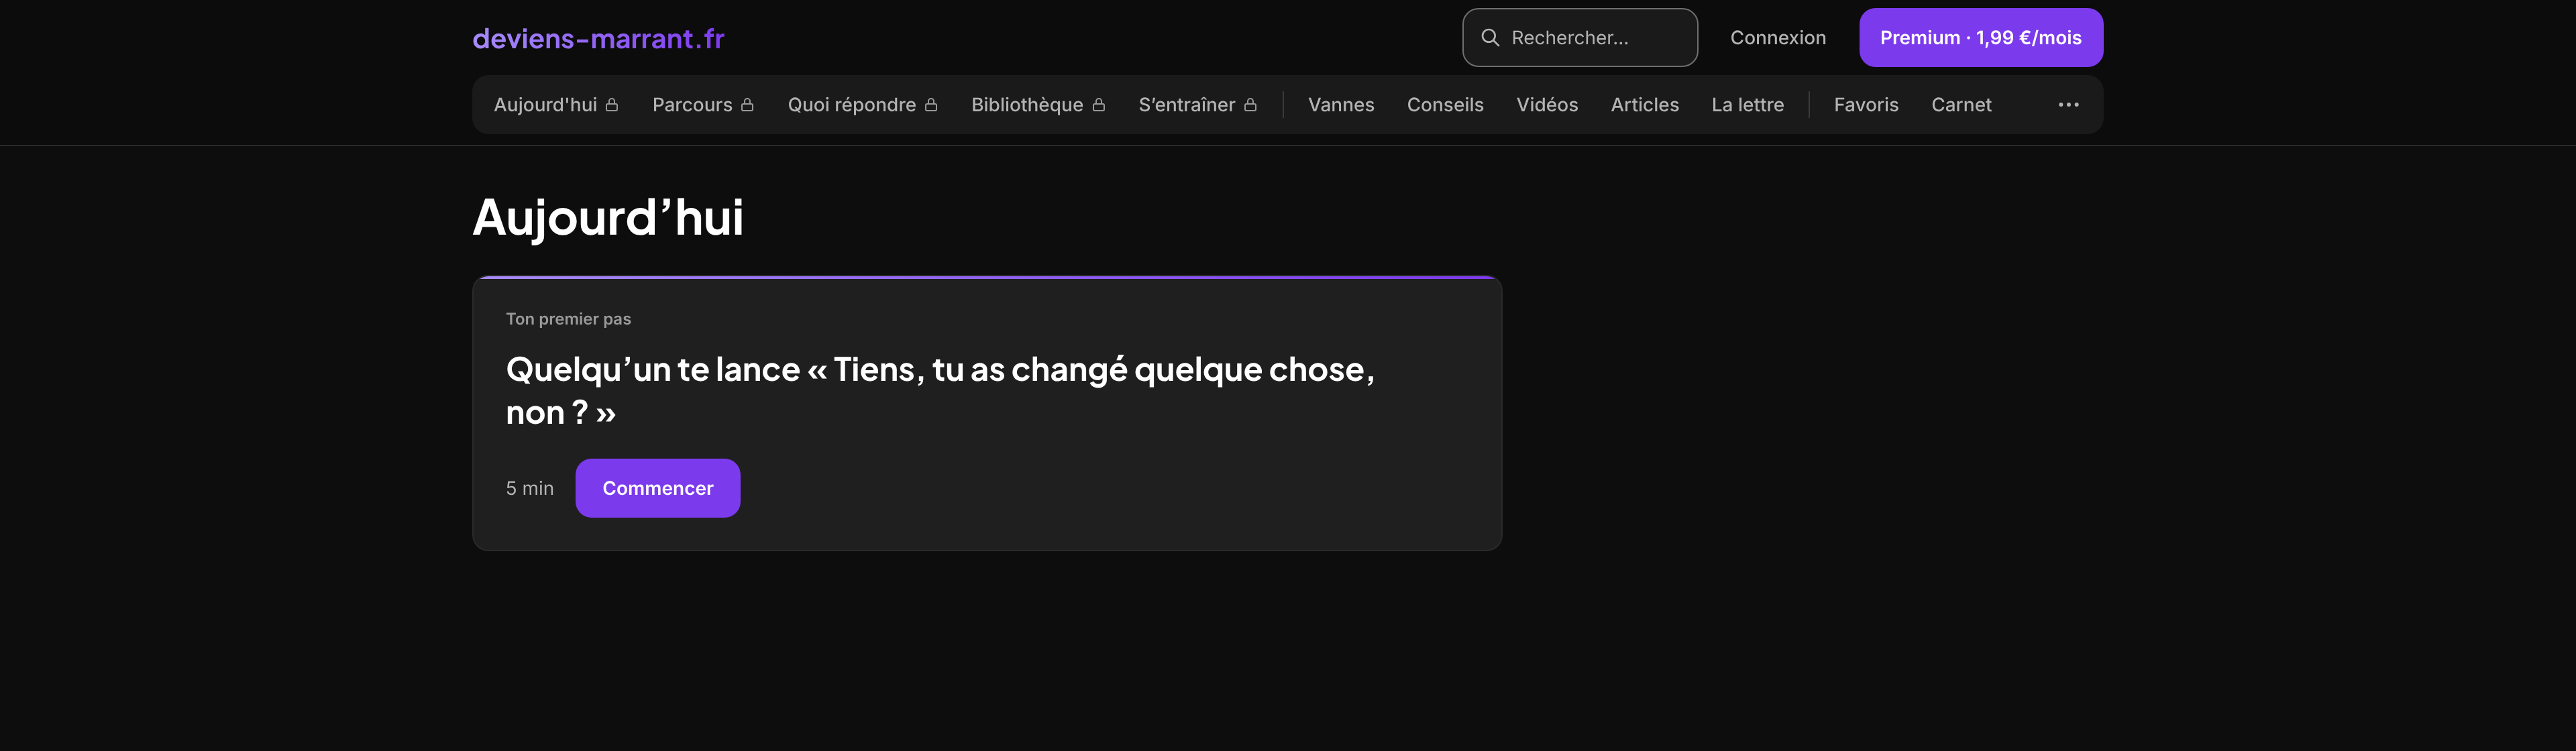 deviens-marrant.fr
Rechercher...
Connexion
Premium · 1,99 €/mois
Aujourd'hui
Parcours
Quoi répondre
Bibliothèque
S’entraîner
Vannes
Conseils
Vidéos
Articles
La lettre
Favoris
Carnet
Aujourd’hui
Ton premier pas
Quelqu’un te lance « Tiens, tu as changé quelque chose,
non ? »
5 min
Commencer